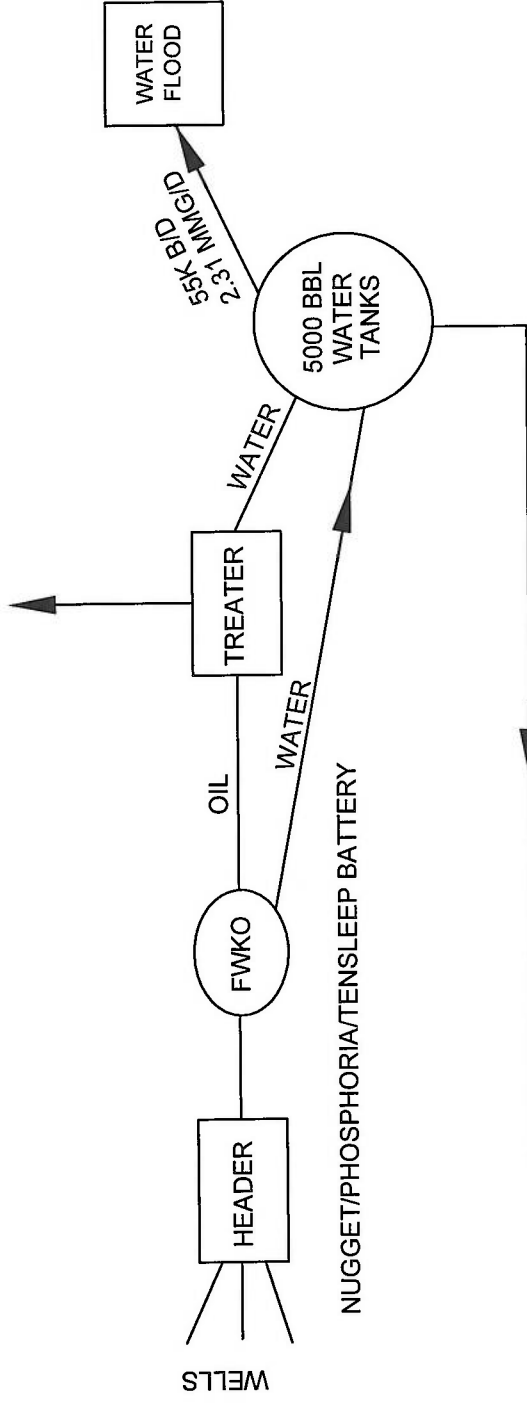 WELLS
HEADER
FWKO
OIL
TREATER
WATER
WATER
5000 BBL
WATER
TANKS
55K B/D
2.31 MMG/D
WATER
FLOOD
NUGGET/PHOSPHORIA/TENSLEEP BATTERY